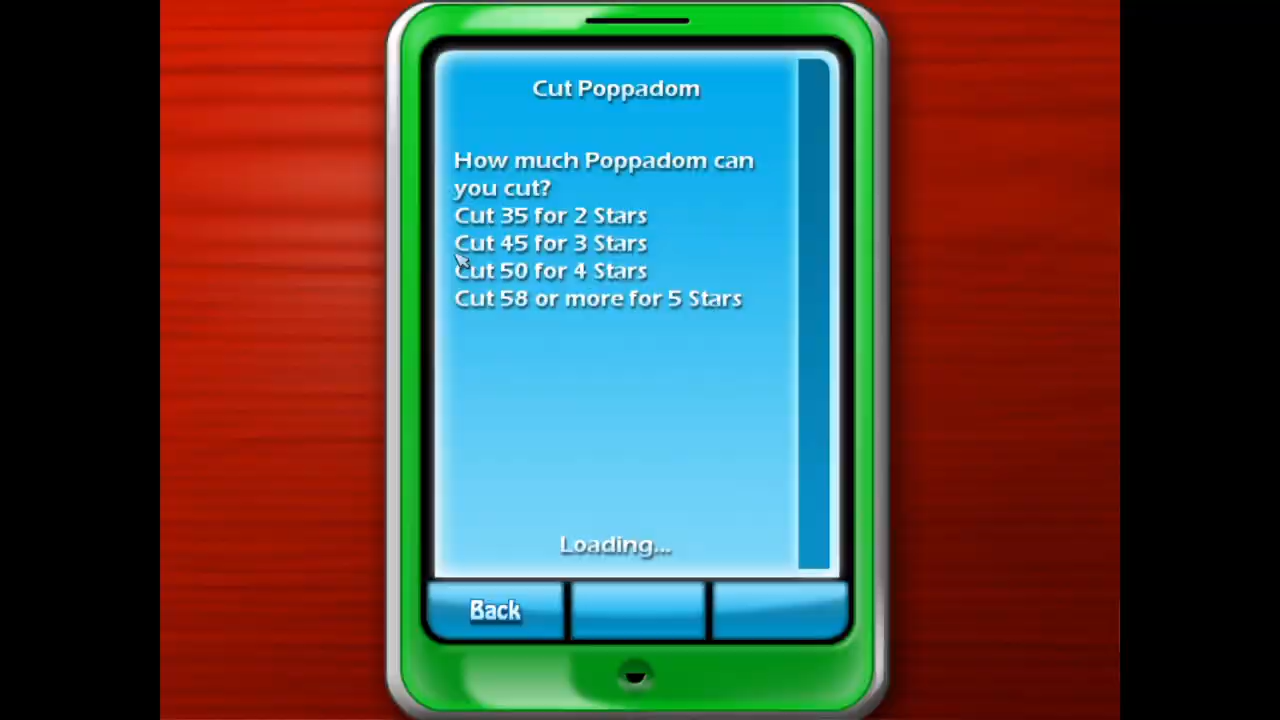 Cut Poppadom
How much Poppadom can
you cut?
Cut 35 for 2 Stars
Cut 45 for 3 Stars
Cut 50 for 4 Stars
Cut 58 or more for 5 Stars
Loading...
Back